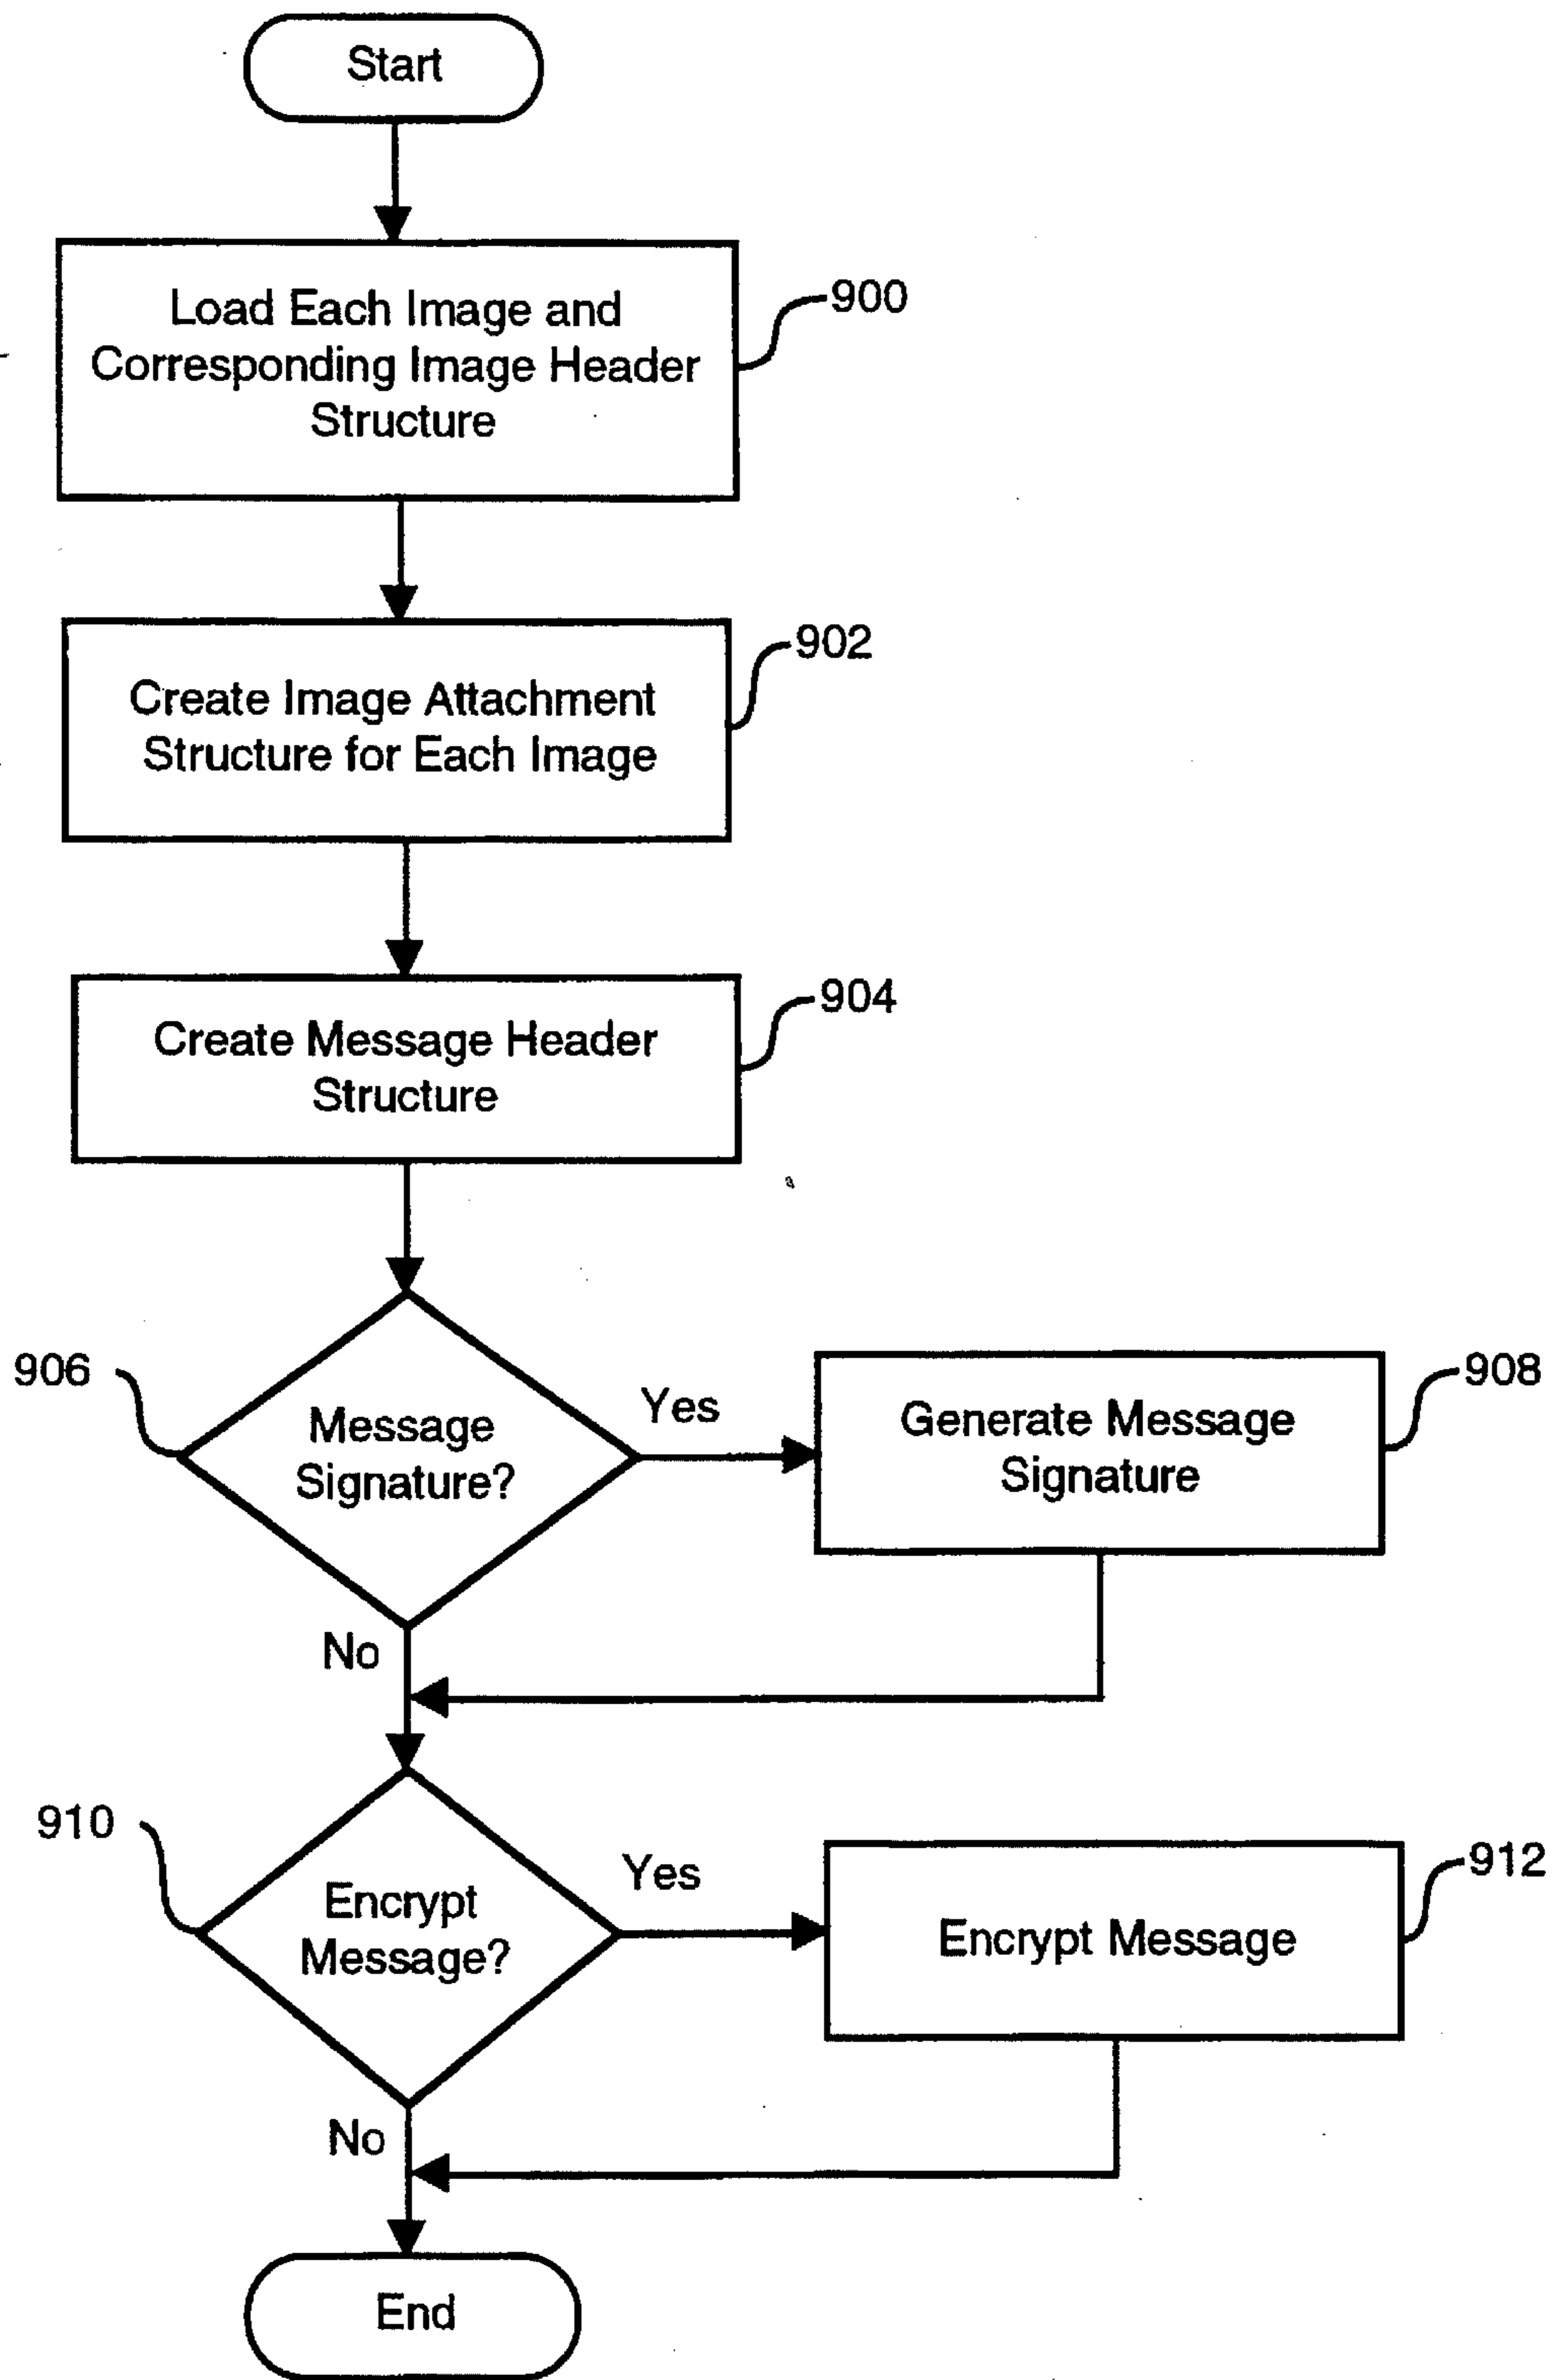 Start
Load Each Image and
Corresponding Image Header
Structure
900
Create Image Attachment
Structure for Each Image
902
Create Message Header
Structure
904
906
Message
Signature?
Yes
Generate Message
Signature
908
No
910
Encrypt
Message?
Yes
Encrypt Message
912
No
End